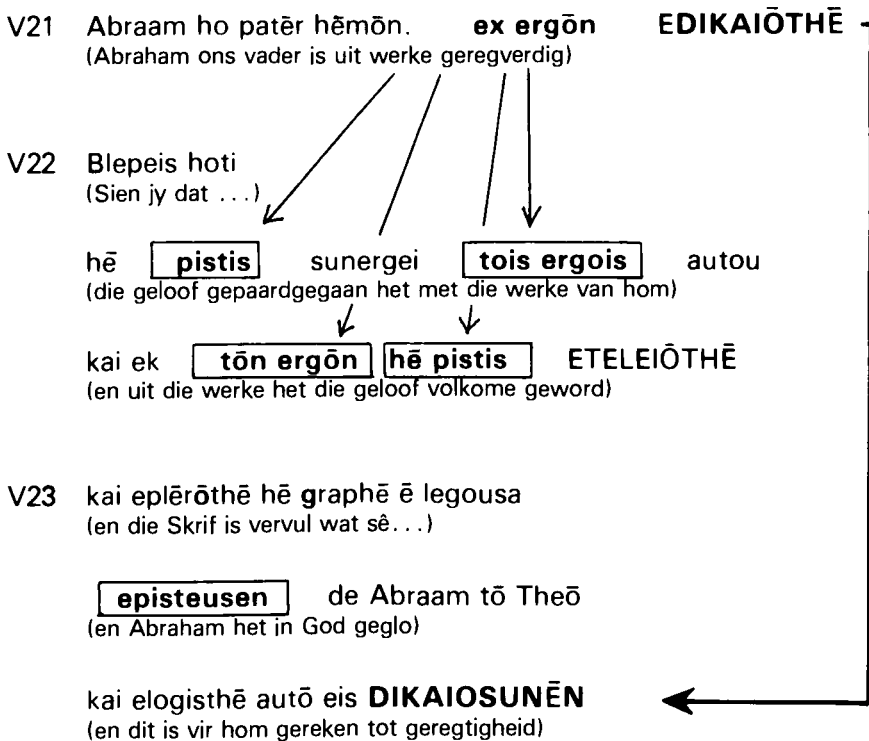 V21 Abraam ho patēr hēmōn. ex ergōn EDIKAIŌTHĒ
(Abraham ons vader is uit werke geregverdig)
V22 Blepeis hoti
(Sien jy dat ...)
hē pistis sunergei tois ergois autou
(die geloof gepaardgegaan het met die werke van hom)
kai ek tōn ergōn hē pistis ETELEIŌTHĒ
(en uit die werke het die geloof volkome geword)
V23 kai eplērōthē hē graphē ē legousa
(en die Skrif is vervul wat sê...)
episteusen de Abraam tō Theō
(en Abraham het in God geglo)
kai elogisthē autō eis DIKAIOSUNĒN
(en dit is vir hom gereken tot geregtigheid)